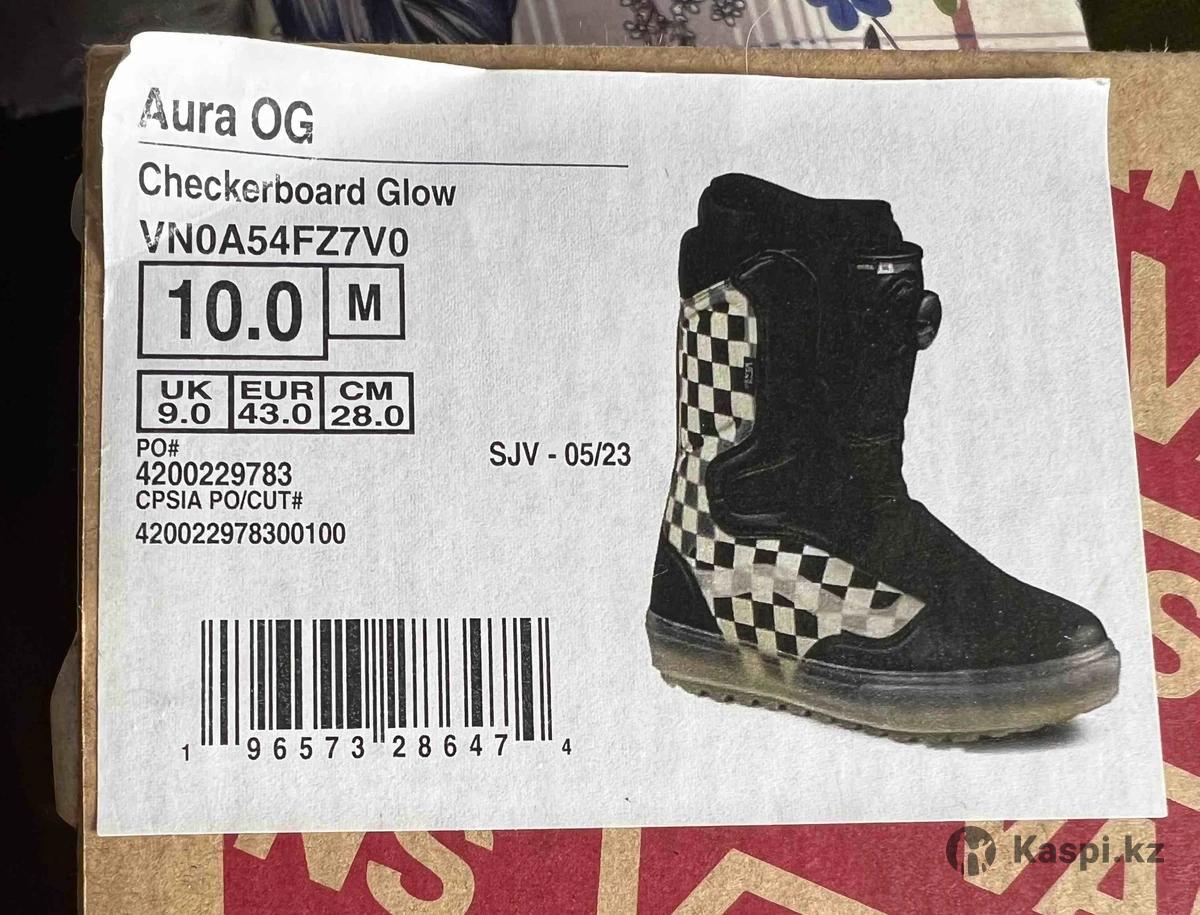 Aura OG
Checkerboard Glow
VN0A54FZ7V0
10.0 M
UK EUR CM
9.0 43.0 28.0
PO#
4200229783
SJV - 05/23
CPSIA PO/CUT#
420022978300100
1 96573 28647 4
Kaspi.kz